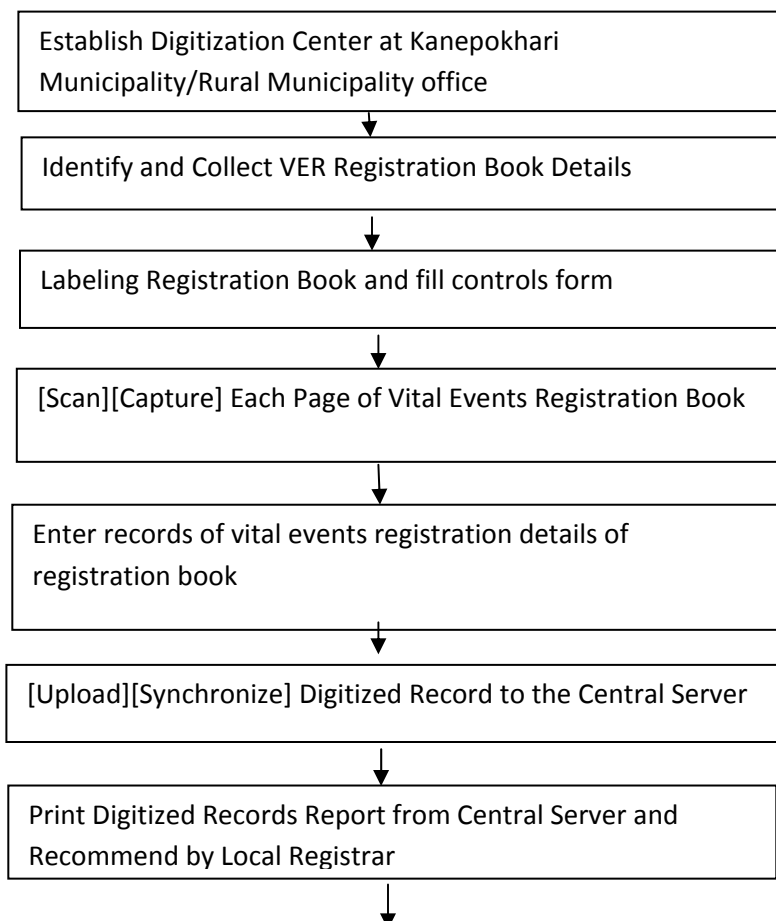 Establish Digitization Center at Kanepokhari
Municipality/Rural Municipality office
Identify and Collect VER Registration Book Details
Labeling Registration Book and fill controls form
[Scan][Capture] Each Page of Vital Events Registration Book
Enter records of vital events registration details of
registration book
[Upload][Synchronize] Digitized Record to the Central Server
Print Digitized Records Report from Central Server and
Recommend by Local Registrar